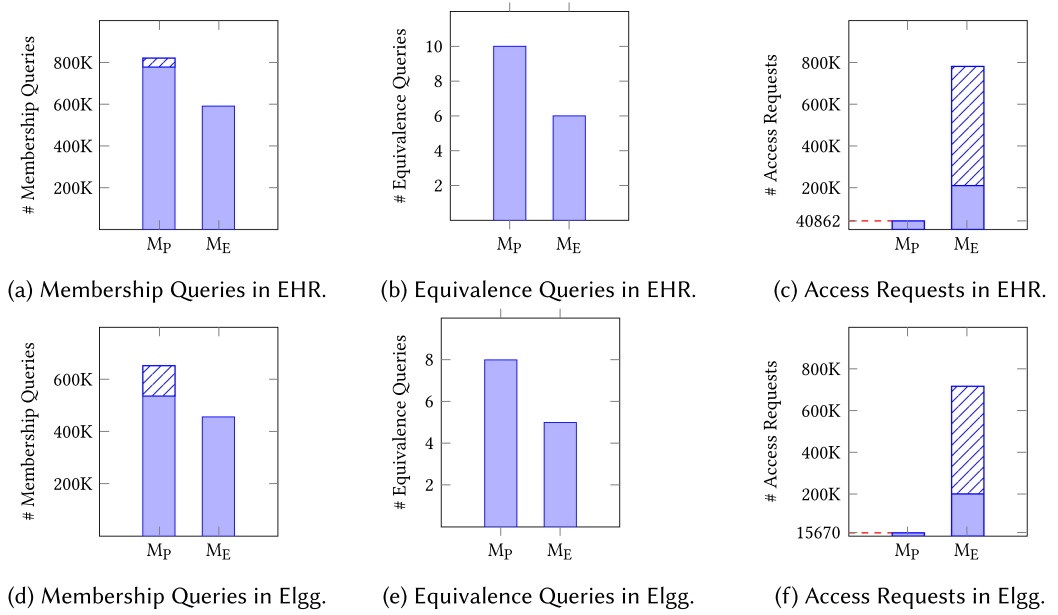 # Membership Queries
800K
600K
400K
200K
M_P M_E
(a) Membership Queries in EHR.
# Equivalence Queries
10
8
6
4
2
M_P M_E
(b) Equivalence Queries in EHR.
# Access Requests
800K
600K
400K
200K
40862
M_P M_E
(c) Access Requests in EHR.
# Membership Queries
600K
400K
200K
M_P M_E
(d) Membership Queries in Elgg.
# Equivalence Queries
8
6
4
2
M_P M_E
(e) Equivalence Queries in Elgg.
# Access Requests
800K
600K
400K
200K
15670
M_P M_E
(f) Access Requests in Elgg.